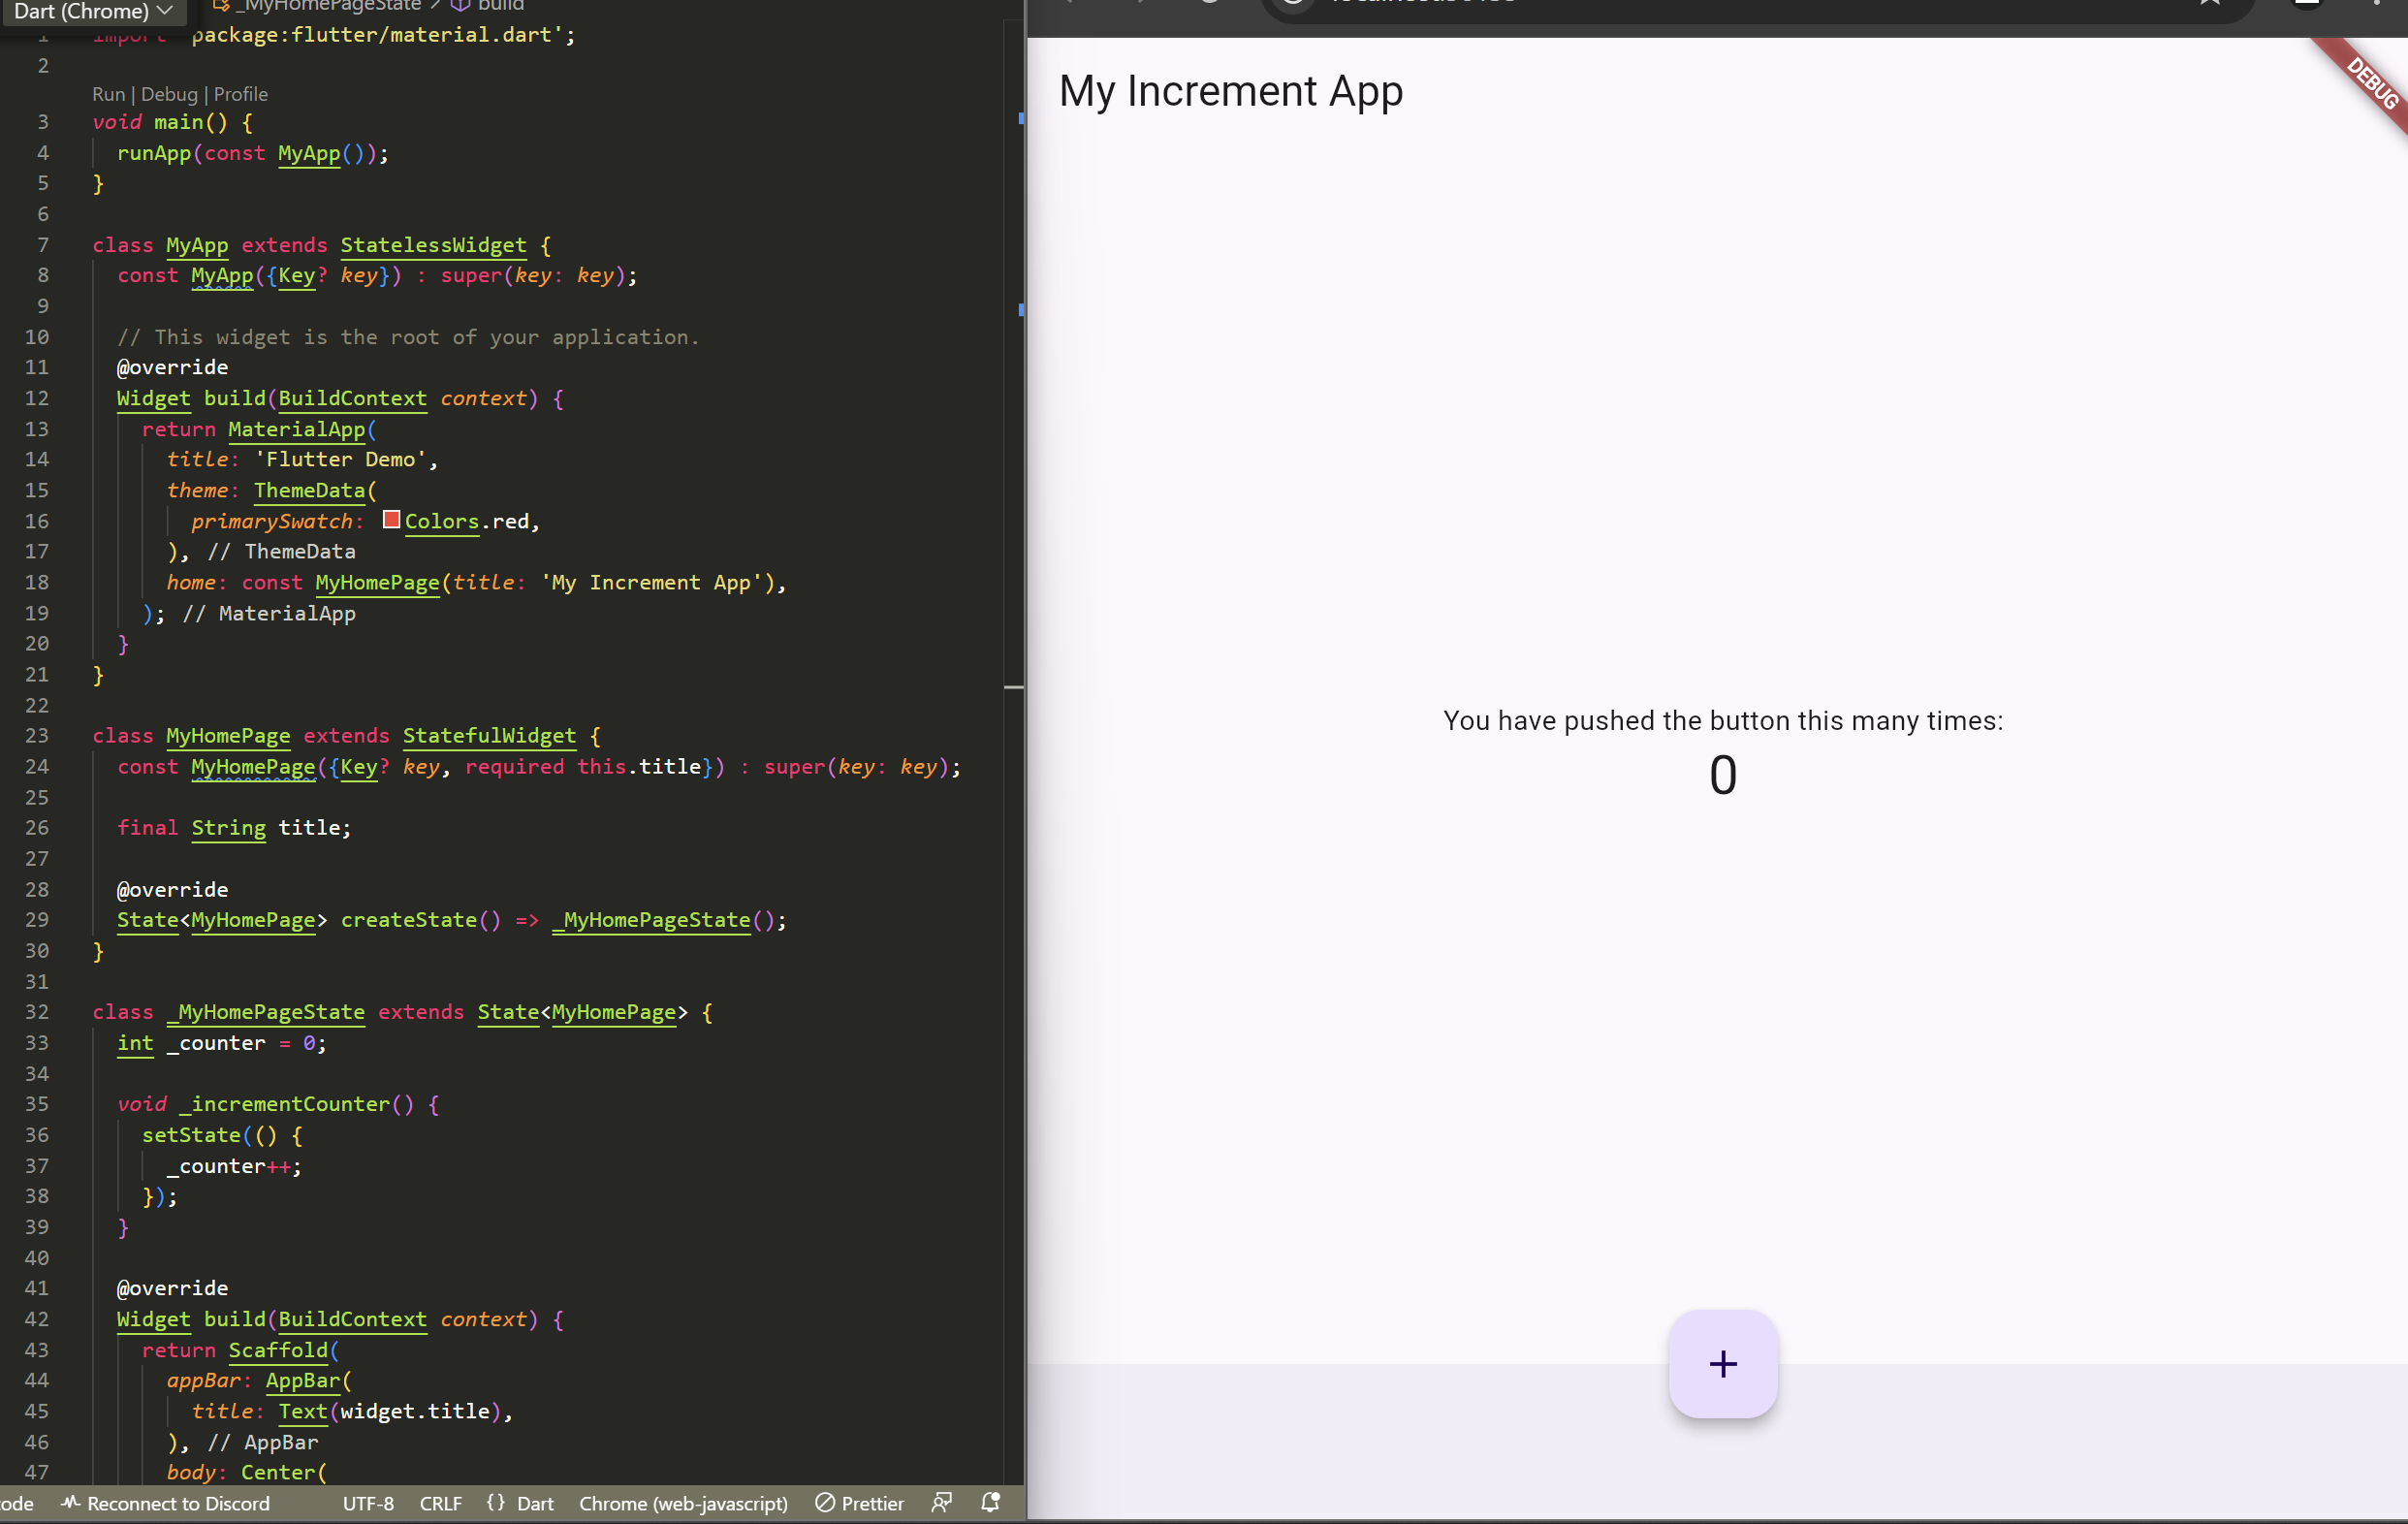 Dart (Chrome)
_MyHomePageState
build
1 import 'package:flutter/material.dart';
2
Run | Debug | Profile
3 void main() {
4 runApp(const MyApp());
5 }
6
7 class MyApp extends StatelessWidget {
8 const MyApp({Key? key}) : super(key: key);
9
10 // This widget is the root of your application.
11 @override
12 Widget build(BuildContext context) {
13 return MaterialApp(
14 title: 'Flutter Demo',
15 theme: ThemeData(
16 primarySwatch: Colors.red,
17 ), // ThemeData
18 home: const MyHomePage(title: 'My Increment App'),
19 ); // MaterialApp
20 }
21 }
22
23 class MyHomePage extends StatefulWidget {
24 const MyHomePage({Key? key, required this.title}) : super(key: key);
25
26 final String title;
27
28 @override
29 State<MyHomePage> createState() => _MyHomePageState();
30 }
31
32 class _MyHomePageState extends State<MyHomePage> {
33 int _counter = 0;
34
35 void _incrementCounter() {
36 setState(() {
37 _counter++;
38 });
39 }
40
41 @override
42 Widget build(BuildContext context) {
43 return Scaffold(
44 appBar: AppBar(
45 title: Text(widget.title),
46 ), // AppBar
47 body: Center(
ode Reconnect to Discord UTF-8 CRLF {} Dart Chrome (web-javascript) Prettier
My Increment App
DEBUG
You have pushed the button this many times:
0
+